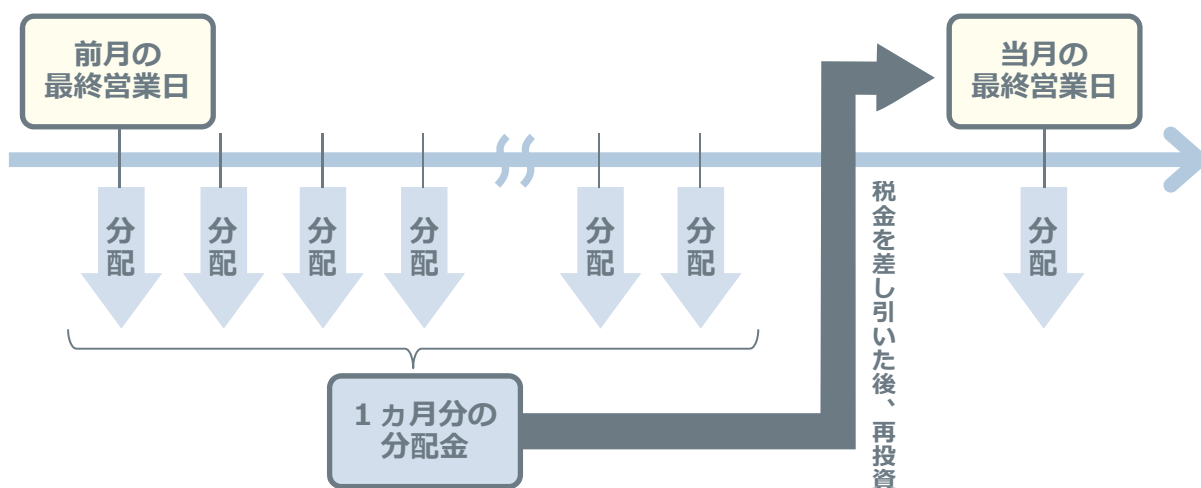 前月の
最終営業日
当月の
最終営業日
分配
分配
分配
分配
分配
分配
分配
税金を差し引いた後、再投資
1ヵ月分の
分配金